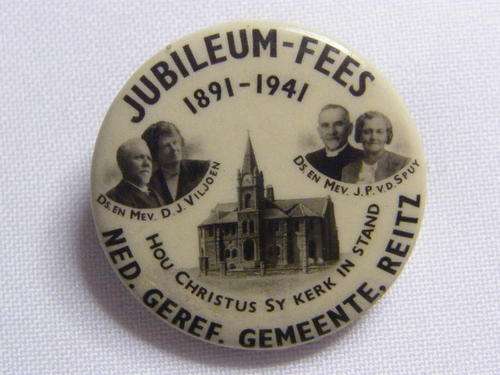 JUBILEUM-FEES
1891-1941
DS. EN MEV. D. J. VILJOEN
DS. EN MEV. J. P. V. D. SPUY
HOU CHRISTUS SY KERK IN STAND
NED. GEREF. GEMEENTE, REITZ